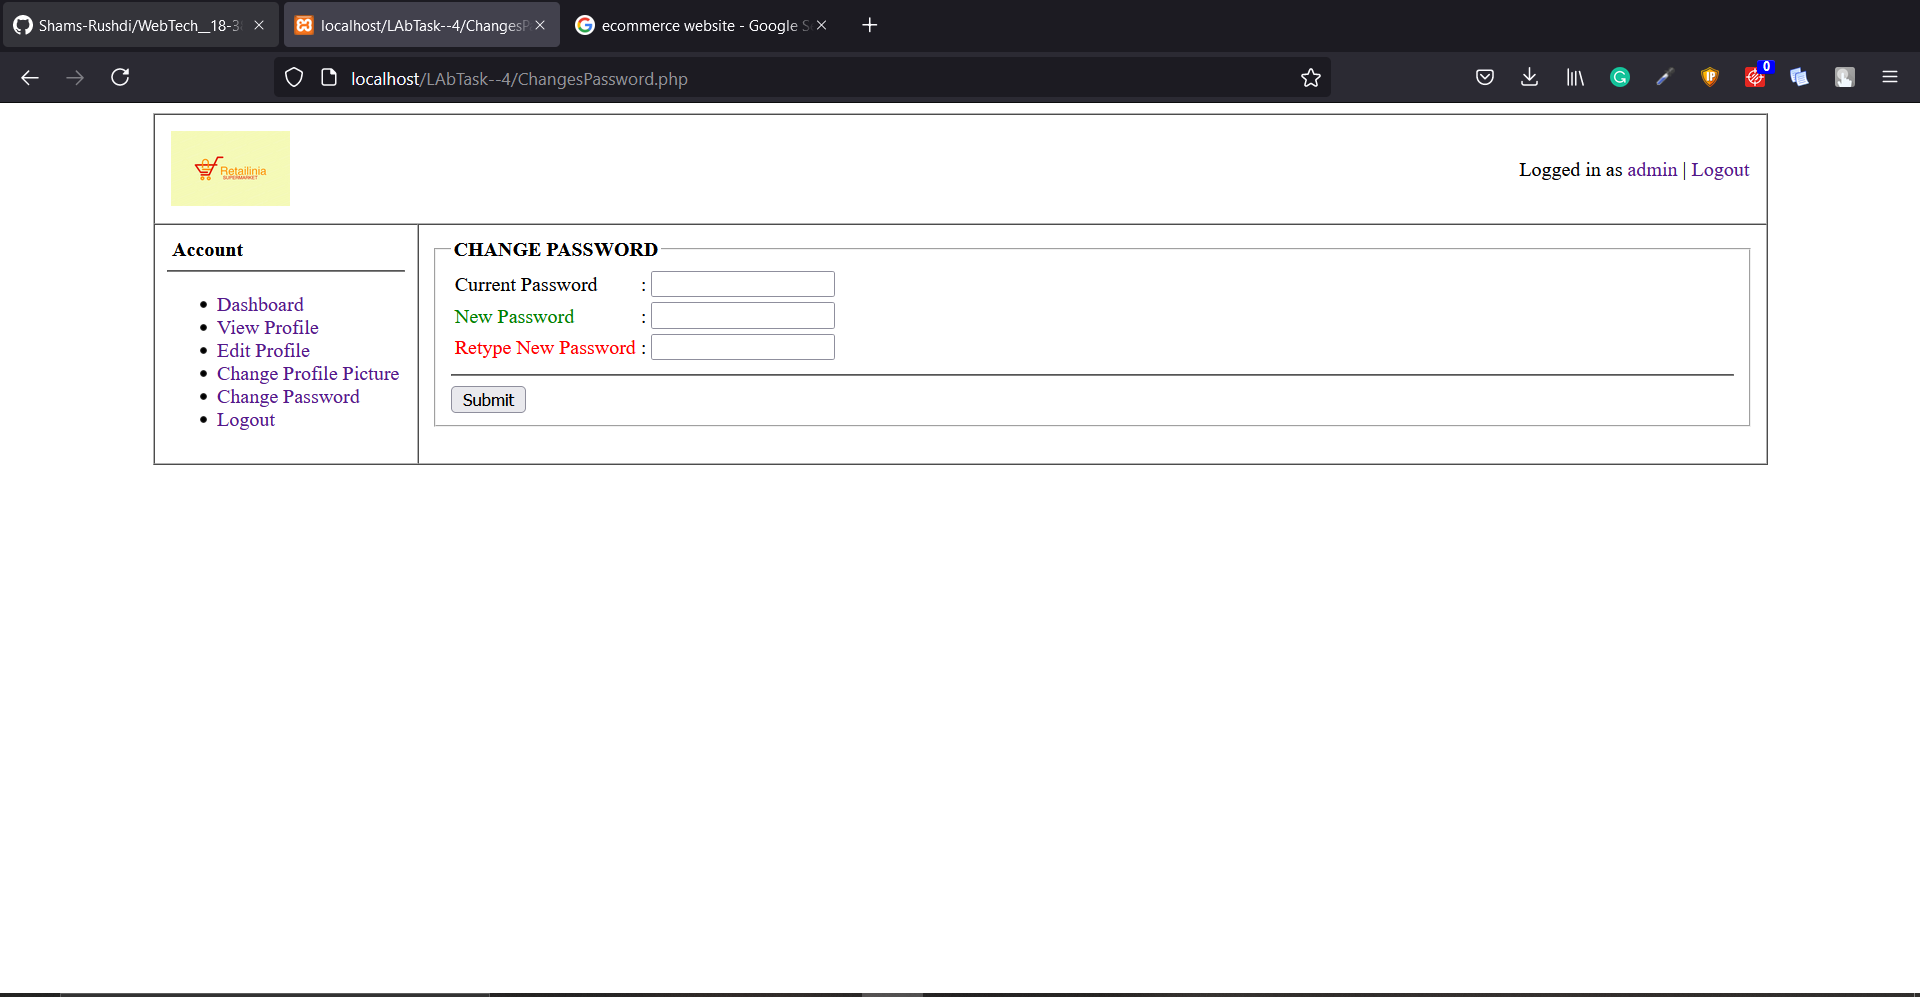 Shams-Rushdi/WebTech__18-3
localhost/LAbTask--4/ChangesP
ecommerce website - Google S
localhost/LAbTask--4/ChangesPassword.php
0
Retailinia
SUPERMARKET
Logged in as admin | Logout
Account
Dashboard
View Profile
Edit Profile
Change Profile Picture
Change Password
Logout
CHANGE PASSWORD
Current Password :
New Password :
Retype New Password :
Submit